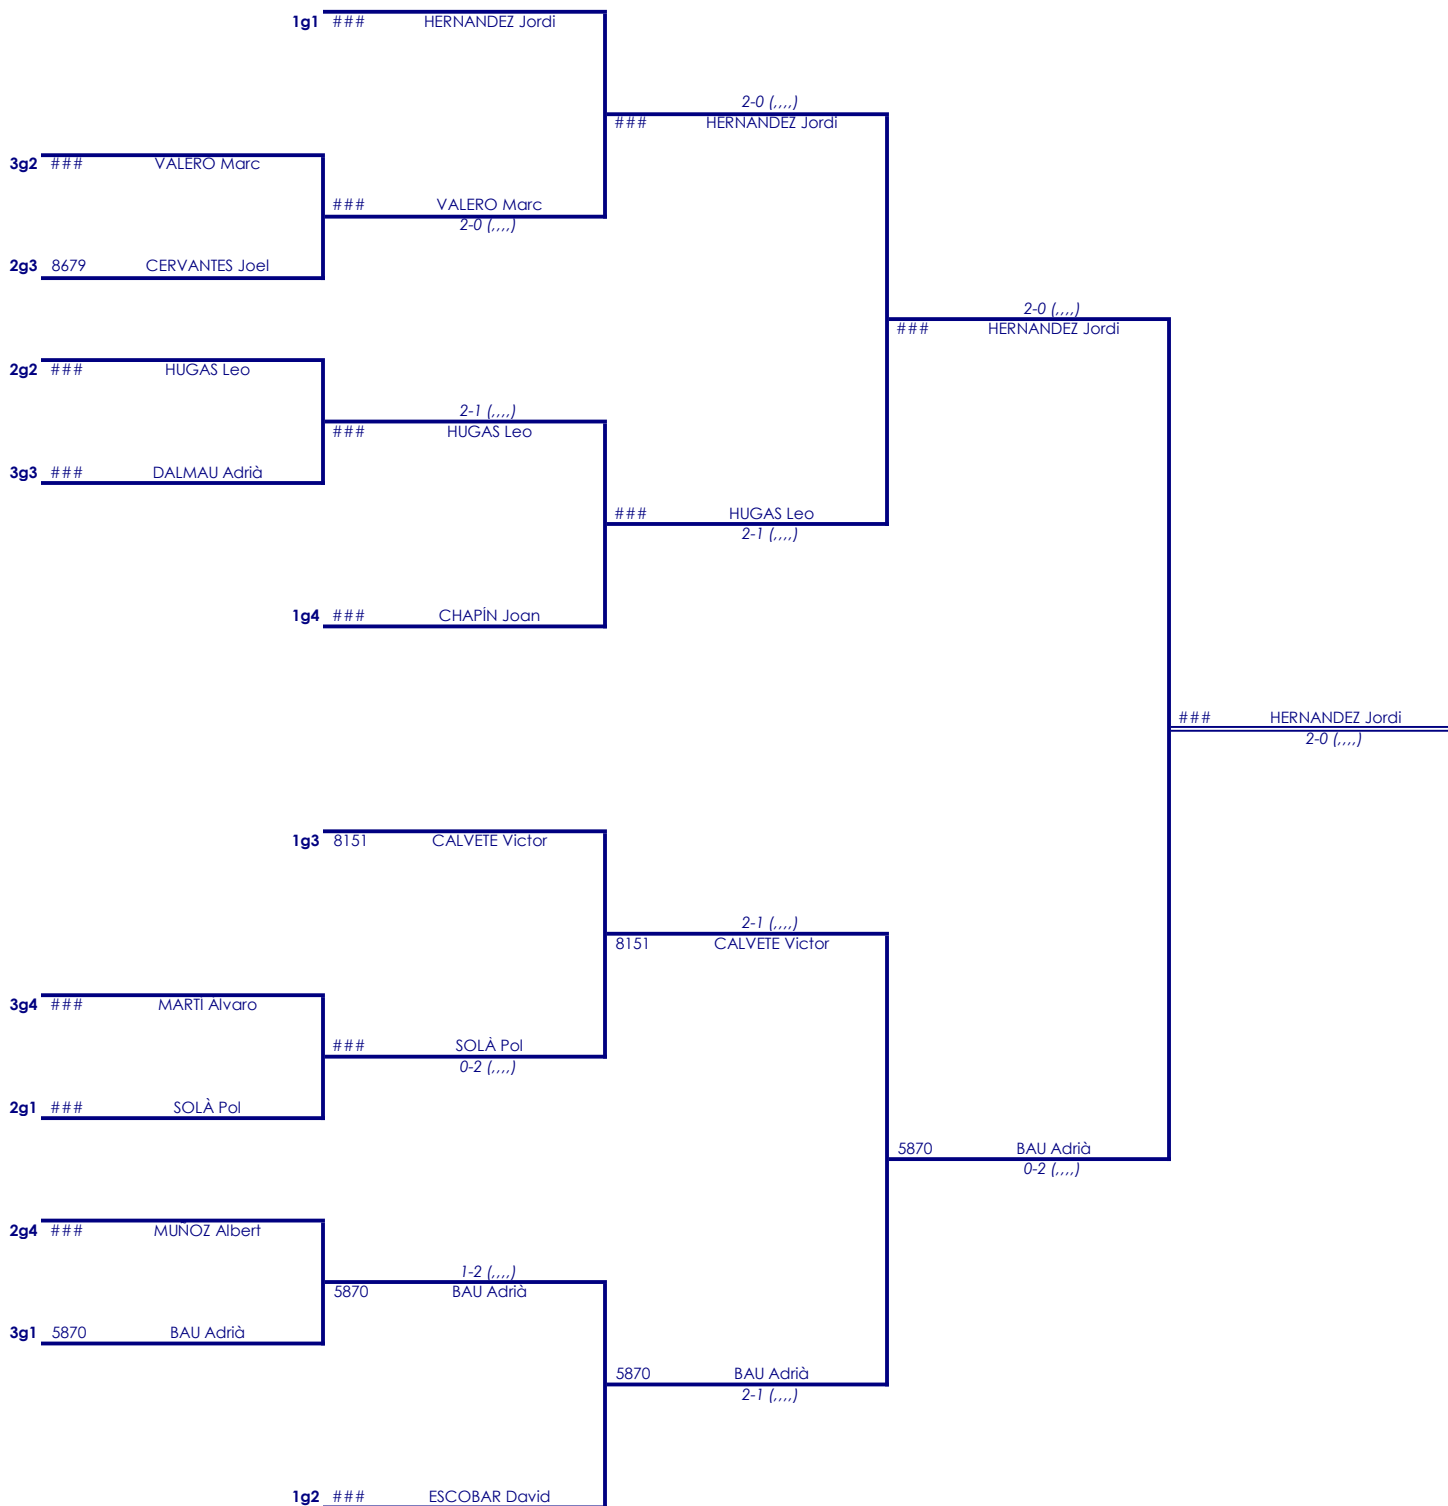 1g1 ### HERNANDEZ Jordi
2-0 (,,,,)
### HERNANDEZ Jordi
3g2 ### VALERO Marc
### VALERO Marc
2-0 (,,,,)
2g3 8679 CERVANTES Joel
2-0 (,,,,)
### HERNANDEZ Jordi
2g2 ### HUGAS Leo
2-1 (,,,,)
### HUGAS Leo
3g3 ### DALMAU Adrià
### HUGAS Leo
2-1 (,,,,)
1g4 ### CHAPÍN Joan
### HERNANDEZ Jordi
2-0 (,,,,)
1g3 8151 CALVETE Victor
2-1 (,,,,)
8151 CALVETE Victor
3g4 ### MARTI Álvaro
### SOLÀ Pol
0-2 (,,,,)
2g1 ### SOLÀ Pol
5870 BAU Adrià
0-2 (,,,,)
2g4 ### MUÑOZ Albert
1-2 (,,,,)
5870 BAU Adrià
3g1 5870 BAU Adrià
5870 BAU Adrià
2-1 (,,,,)
1g2 ### ESCOBAR David